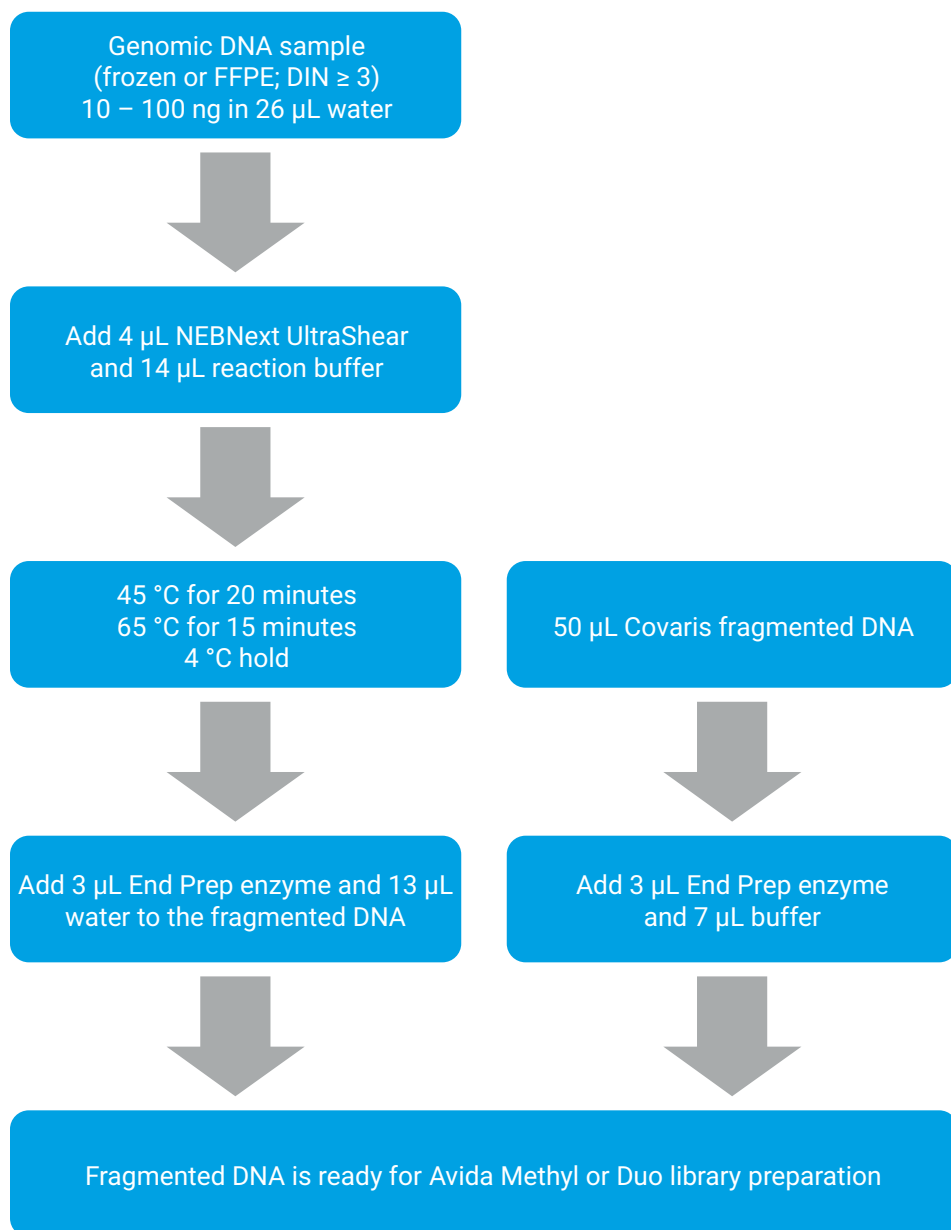 Genomic DNA sample
(frozen or FFPE; DIN ≥ 3)
10 – 100 ng in 26 µL water
Add 4 µL NEBNext UltraShear
and 14 µL reaction buffer
45 °C for 20 minutes
65 °C for 15 minutes
4 °C hold
50 µL Covaris fragmented DNA
Add 3 µL End Prep enzyme and 13 µL
water to the fragmented DNA
Add 3 µL End Prep enzyme
and 7 µL buffer
Fragmented DNA is ready for Avida Methyl or Duo library preparation